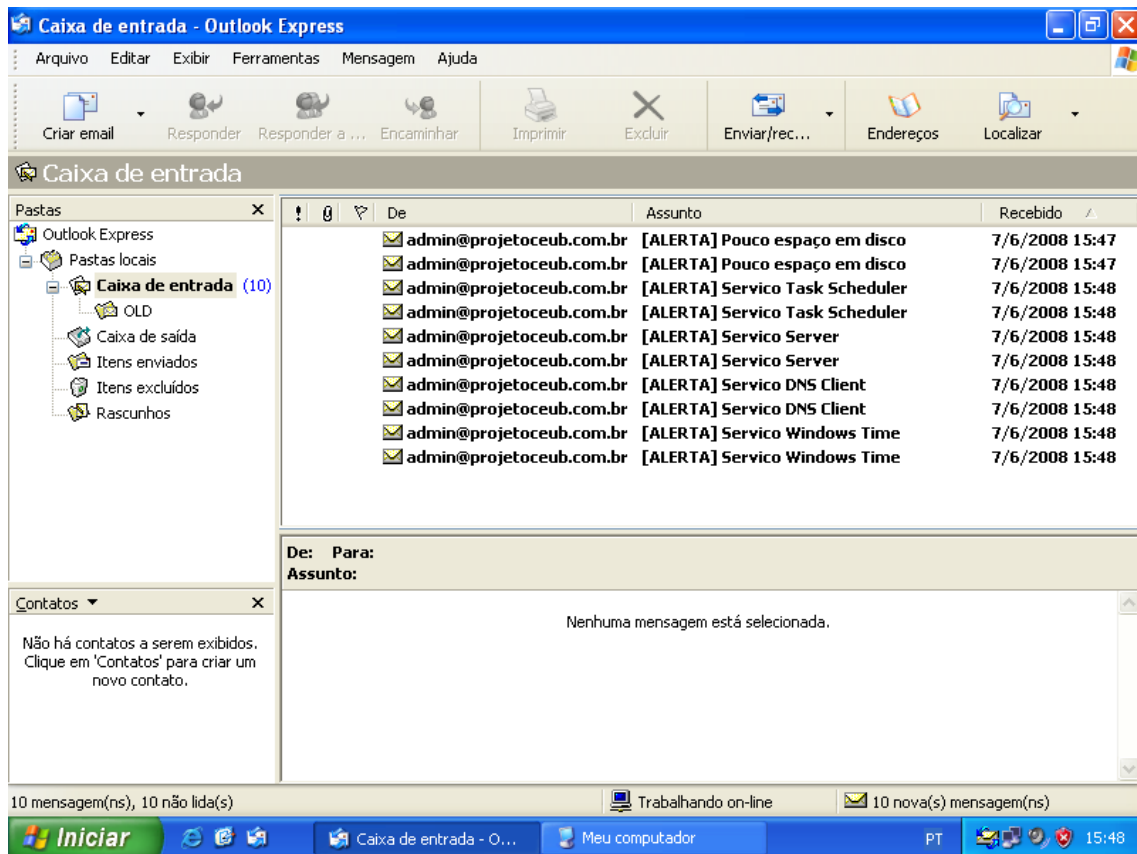 Caixa de entrada - Outlook Express
Arquivo Editar Exibir Ferramentas Mensagem Ajuda
Criar email Responder Responder a ... Encaminhar Imprimir Excluir Enviar/rec... Endereços Localizar
Caixa de entrada
Pastas
Outlook Express
Pastas locais
Caixa de entrada (10)
OLD
Caixa de saída
Itens enviados
Itens excluídos
Rascunhos
! De Assunto Recebido
admin@projetoceub.com.br [ALERTA] Pouco espaço em disco 7/6/2008 15:47
admin@projetoceub.com.br [ALERTA] Pouco espaço em disco 7/6/2008 15:47
admin@projetoceub.com.br [ALERTA] Servico Task Scheduler 7/6/2008 15:48
admin@projetoceub.com.br [ALERTA] Servico Task Scheduler 7/6/2008 15:48
admin@projetoceub.com.br [ALERTA] Servico Server 7/6/2008 15:48
admin@projetoceub.com.br [ALERTA] Servico Server 7/6/2008 15:48
admin@projetoceub.com.br [ALERTA] Servico DNS Client 7/6/2008 15:48
admin@projetoceub.com.br [ALERTA] Servico DNS Client 7/6/2008 15:48
admin@projetoceub.com.br [ALERTA] Servico Windows Time 7/6/2008 15:48
admin@projetoceub.com.br [ALERTA] Servico Windows Time 7/6/2008 15:48
De: Para:
Assunto:
Nenhuma mensagem está selecionada.
Contatos
Não há contatos a serem exibidos.
Clique em 'Contatos' para criar um
novo contato.
10 mensagem(ns), 10 não lida(s) Trabalhando on-line 10 nova(s) mensagem(ns)
Iniciar Caixa de entrada - O... Meu computador PT 15:48